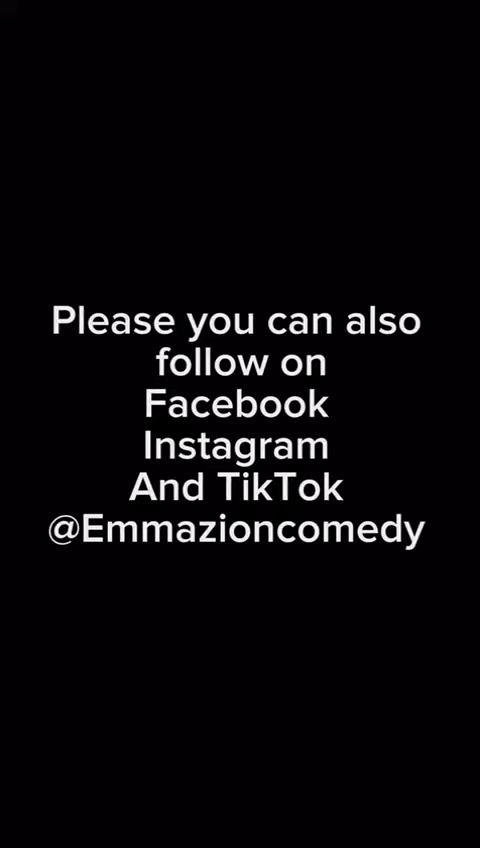 Please you can also
follow on
Facebook
Instagram
And TikTok
@Emmazioncomedy